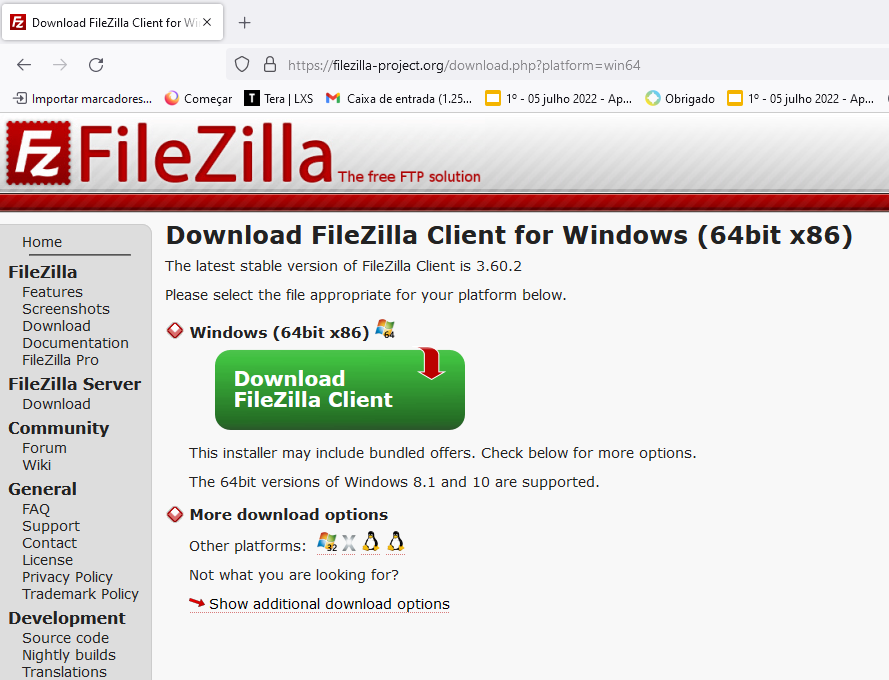 Download FileZilla Client for Wi
https://filezilla-project.org/download.php?platform=win64
Importar marcadores... Começar Tera | LXS Caixa de entrada (1.25... 1º - 05 julho 2022 - Ap... Obrigado 1º - 05 julho 2022 - Ap...
FileZilla The free FTP solution
Home
FileZilla
Features
Screenshots
Download
Documentation
FileZilla Pro
FileZilla Server
Download
Community
Forum
Wiki
General
FAQ
Support
Contact
License
Privacy Policy
Trademark Policy
Development
Source code
Nightly builds
Translations
Download FileZilla Client for Windows (64bit x86)
The latest stable version of FileZilla Client is 3.60.2
Please select the file appropriate for your platform below.
Windows (64bit x86) 64
Download
FileZilla Client
This installer may include bundled offers. Check below for more options.
The 64bit versions of Windows 8.1 and 10 are supported.
More download options
Other platforms: 32
Not what you are looking for?
Show additional download options